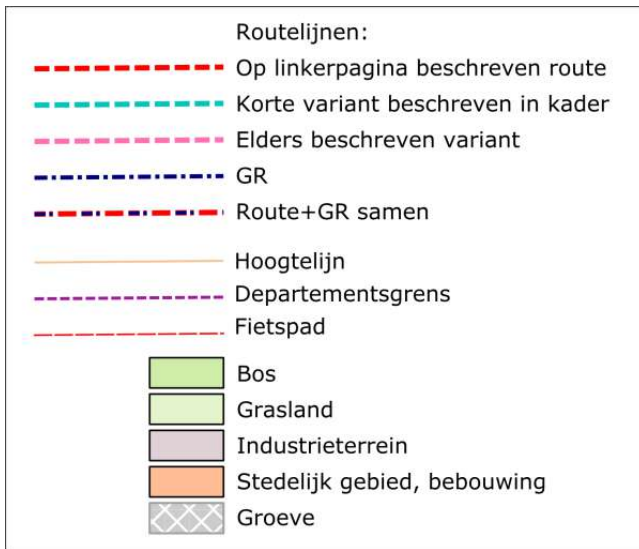 Routelijnen:
Op linkerpagina beschreven route
Korte variant beschreven in kader
Elders beschreven variant
GR
Route+GR samen
Hoogtelijn
Departementsgrens
Fietspad
Bos
Grasland
Industrieterrein
Stedelijk gebied, bebouwing
Groeve